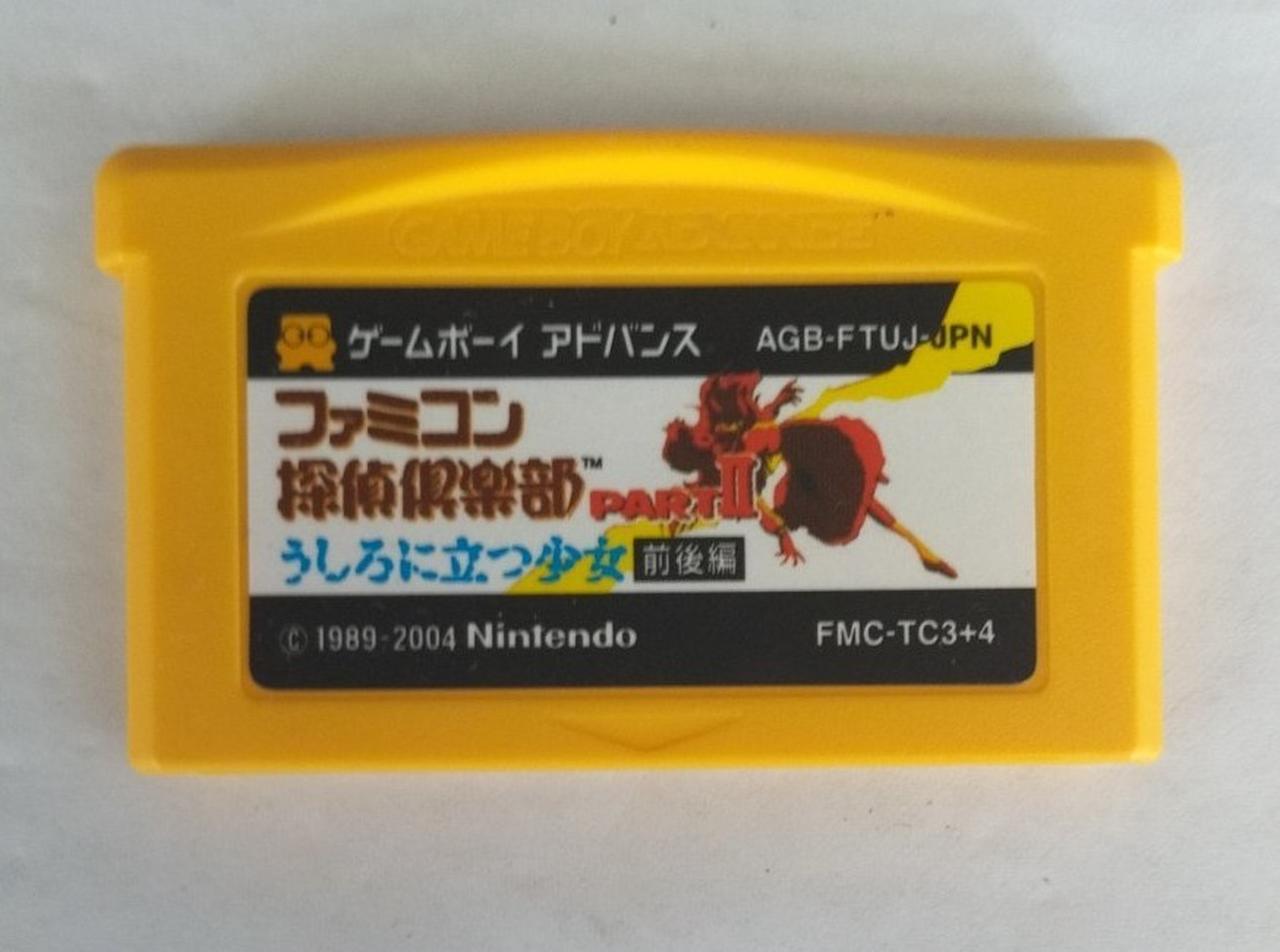 GAME BOY ADVANCE
ゲームボーイ アドバンス AGB-FTUJ-JPN
ファミコン
探偵倶楽部™ PART II
うしろに立つ少女 前後編
© 1989-2004 Nintendo FMC-TC3+4